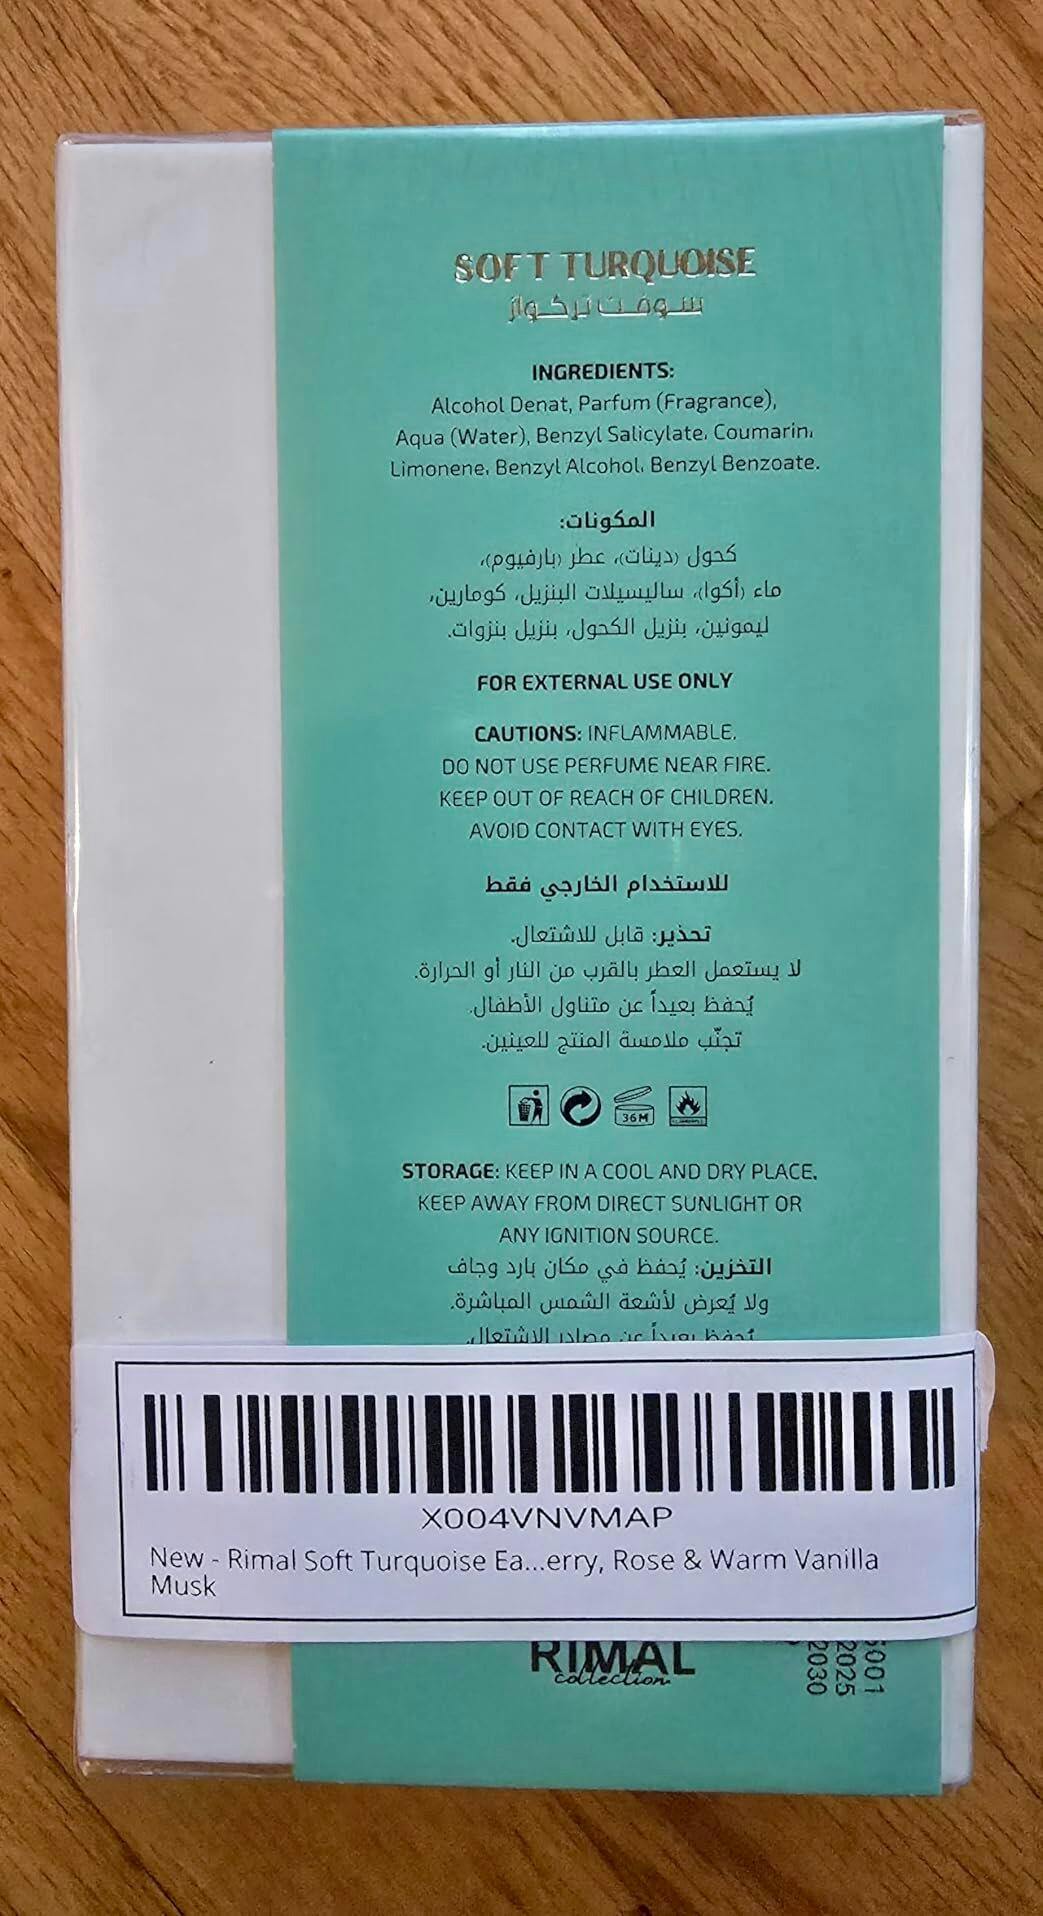 SOFT TURQUOISE
سوفت تركواز
INGREDIENTS:
Alcohol Denat, Parfum (Fragrance),
Aqua (Water), Benzyl Salicylate, Coumarin,
Limonene, Benzyl Alcohol, Benzyl Benzoate.
المكونات:
كحول (دينات)، عطر (بارفيوم)،
ماء (أكوا)، ساليسيلات البنزيل، كومارين،
ليمونين، بنزيل الكحول، بنزيل بنزوات.
FOR EXTERNAL USE ONLY
CAUTIONS: INFLAMMABLE.
DO NOT USE PERFUME NEAR FIRE.
KEEP OUT OF REACH OF CHILDREN.
AVOID CONTACT WITH EYES.
للاستخدام الخارجي فقط
تحذير: قابل للاشتعال.
لا يستعمل العطر بالقرب من النار أو الحرارة.
يُحفظ بعيداً عن متناول الأطفال.
تجنّب ملامسة المنتج للعينين.
36M
STORAGE: KEEP IN A COOL AND DRY PLACE.
KEEP AWAY FROM DIRECT SUNLIGHT OR
ANY IGNITION SOURCE.
التخزين: يُحفظ في مكان بارد وجاف
ولا يُعرض لأشعة الشمس المباشرة.
يُحفظ بعيداً عن مصادر الاشتعال.
X004VNVMAP
New - Rimal Soft Turquoise Ea...erry, Rose & Warm Vanilla
Musk
RIMAL
collection
001
2025
2030